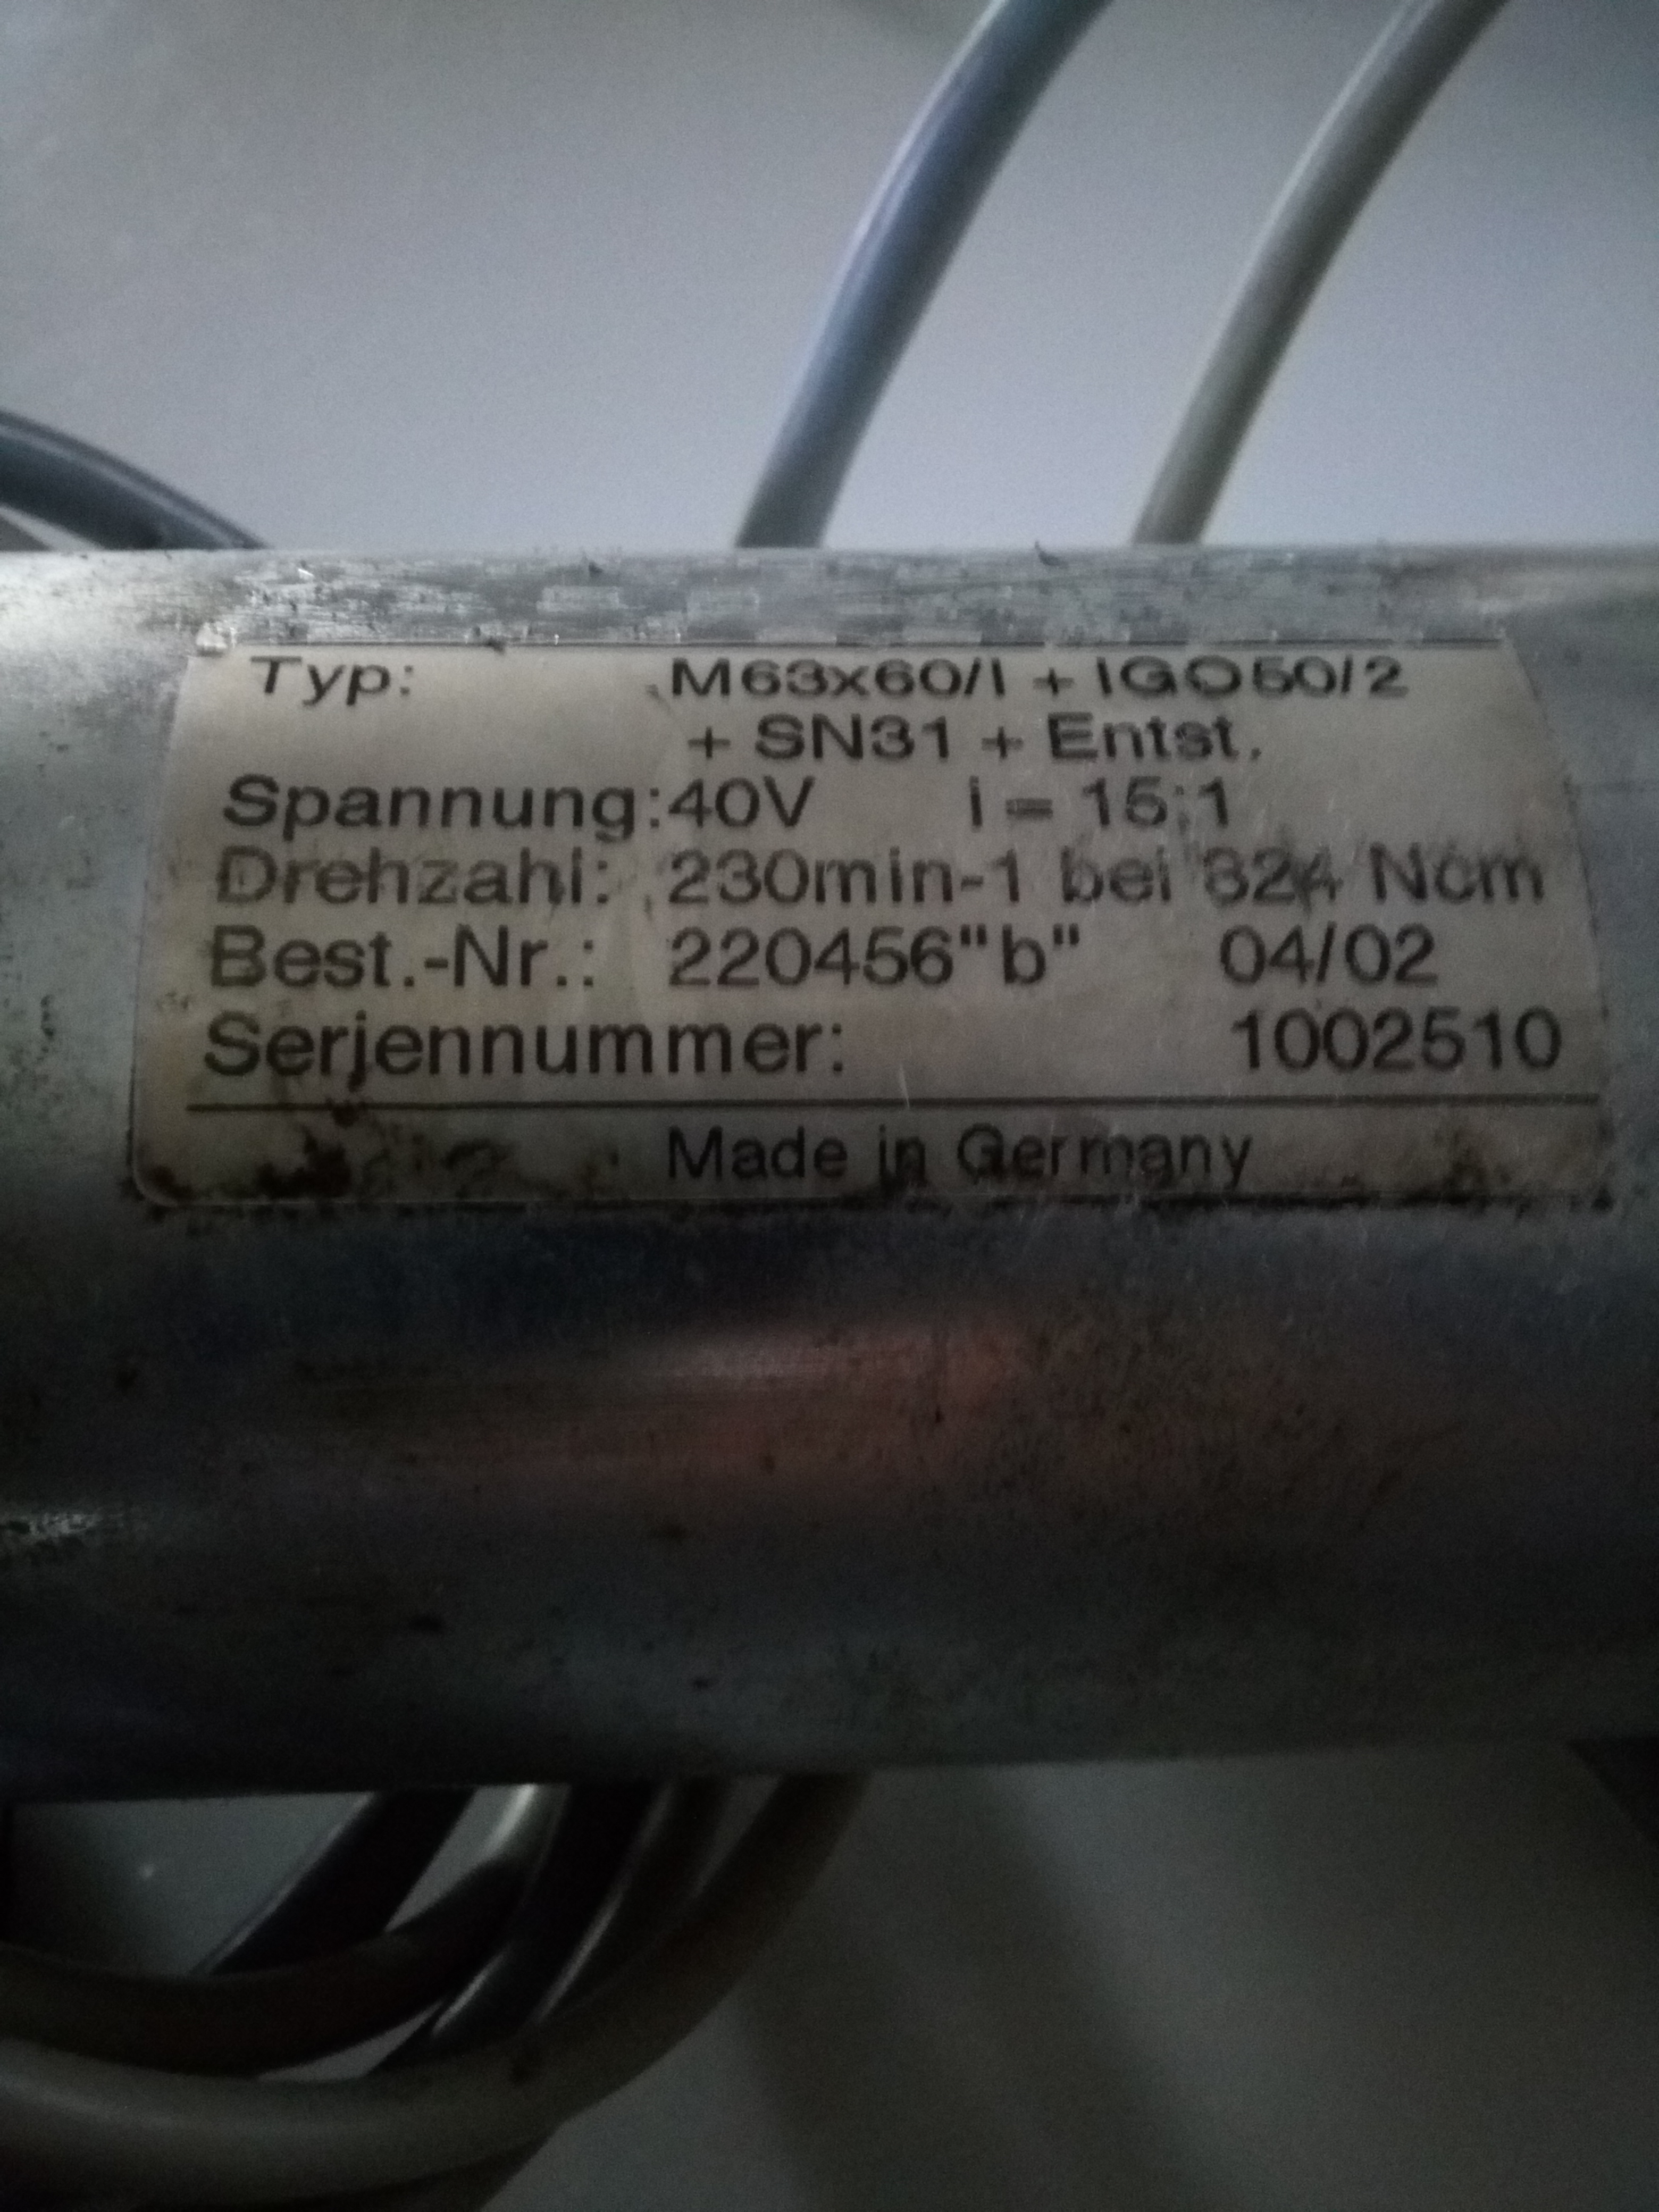 Typ: M63x60/I + IGO50/2
+ SN31 + Entst.
Spannung: 40V i = 15:1
Drehzahl: 230min-1 bei 324 Ncm
Best.-Nr.: 220456"b" 04/02
Serjennummer: 1002510
Made in Germany